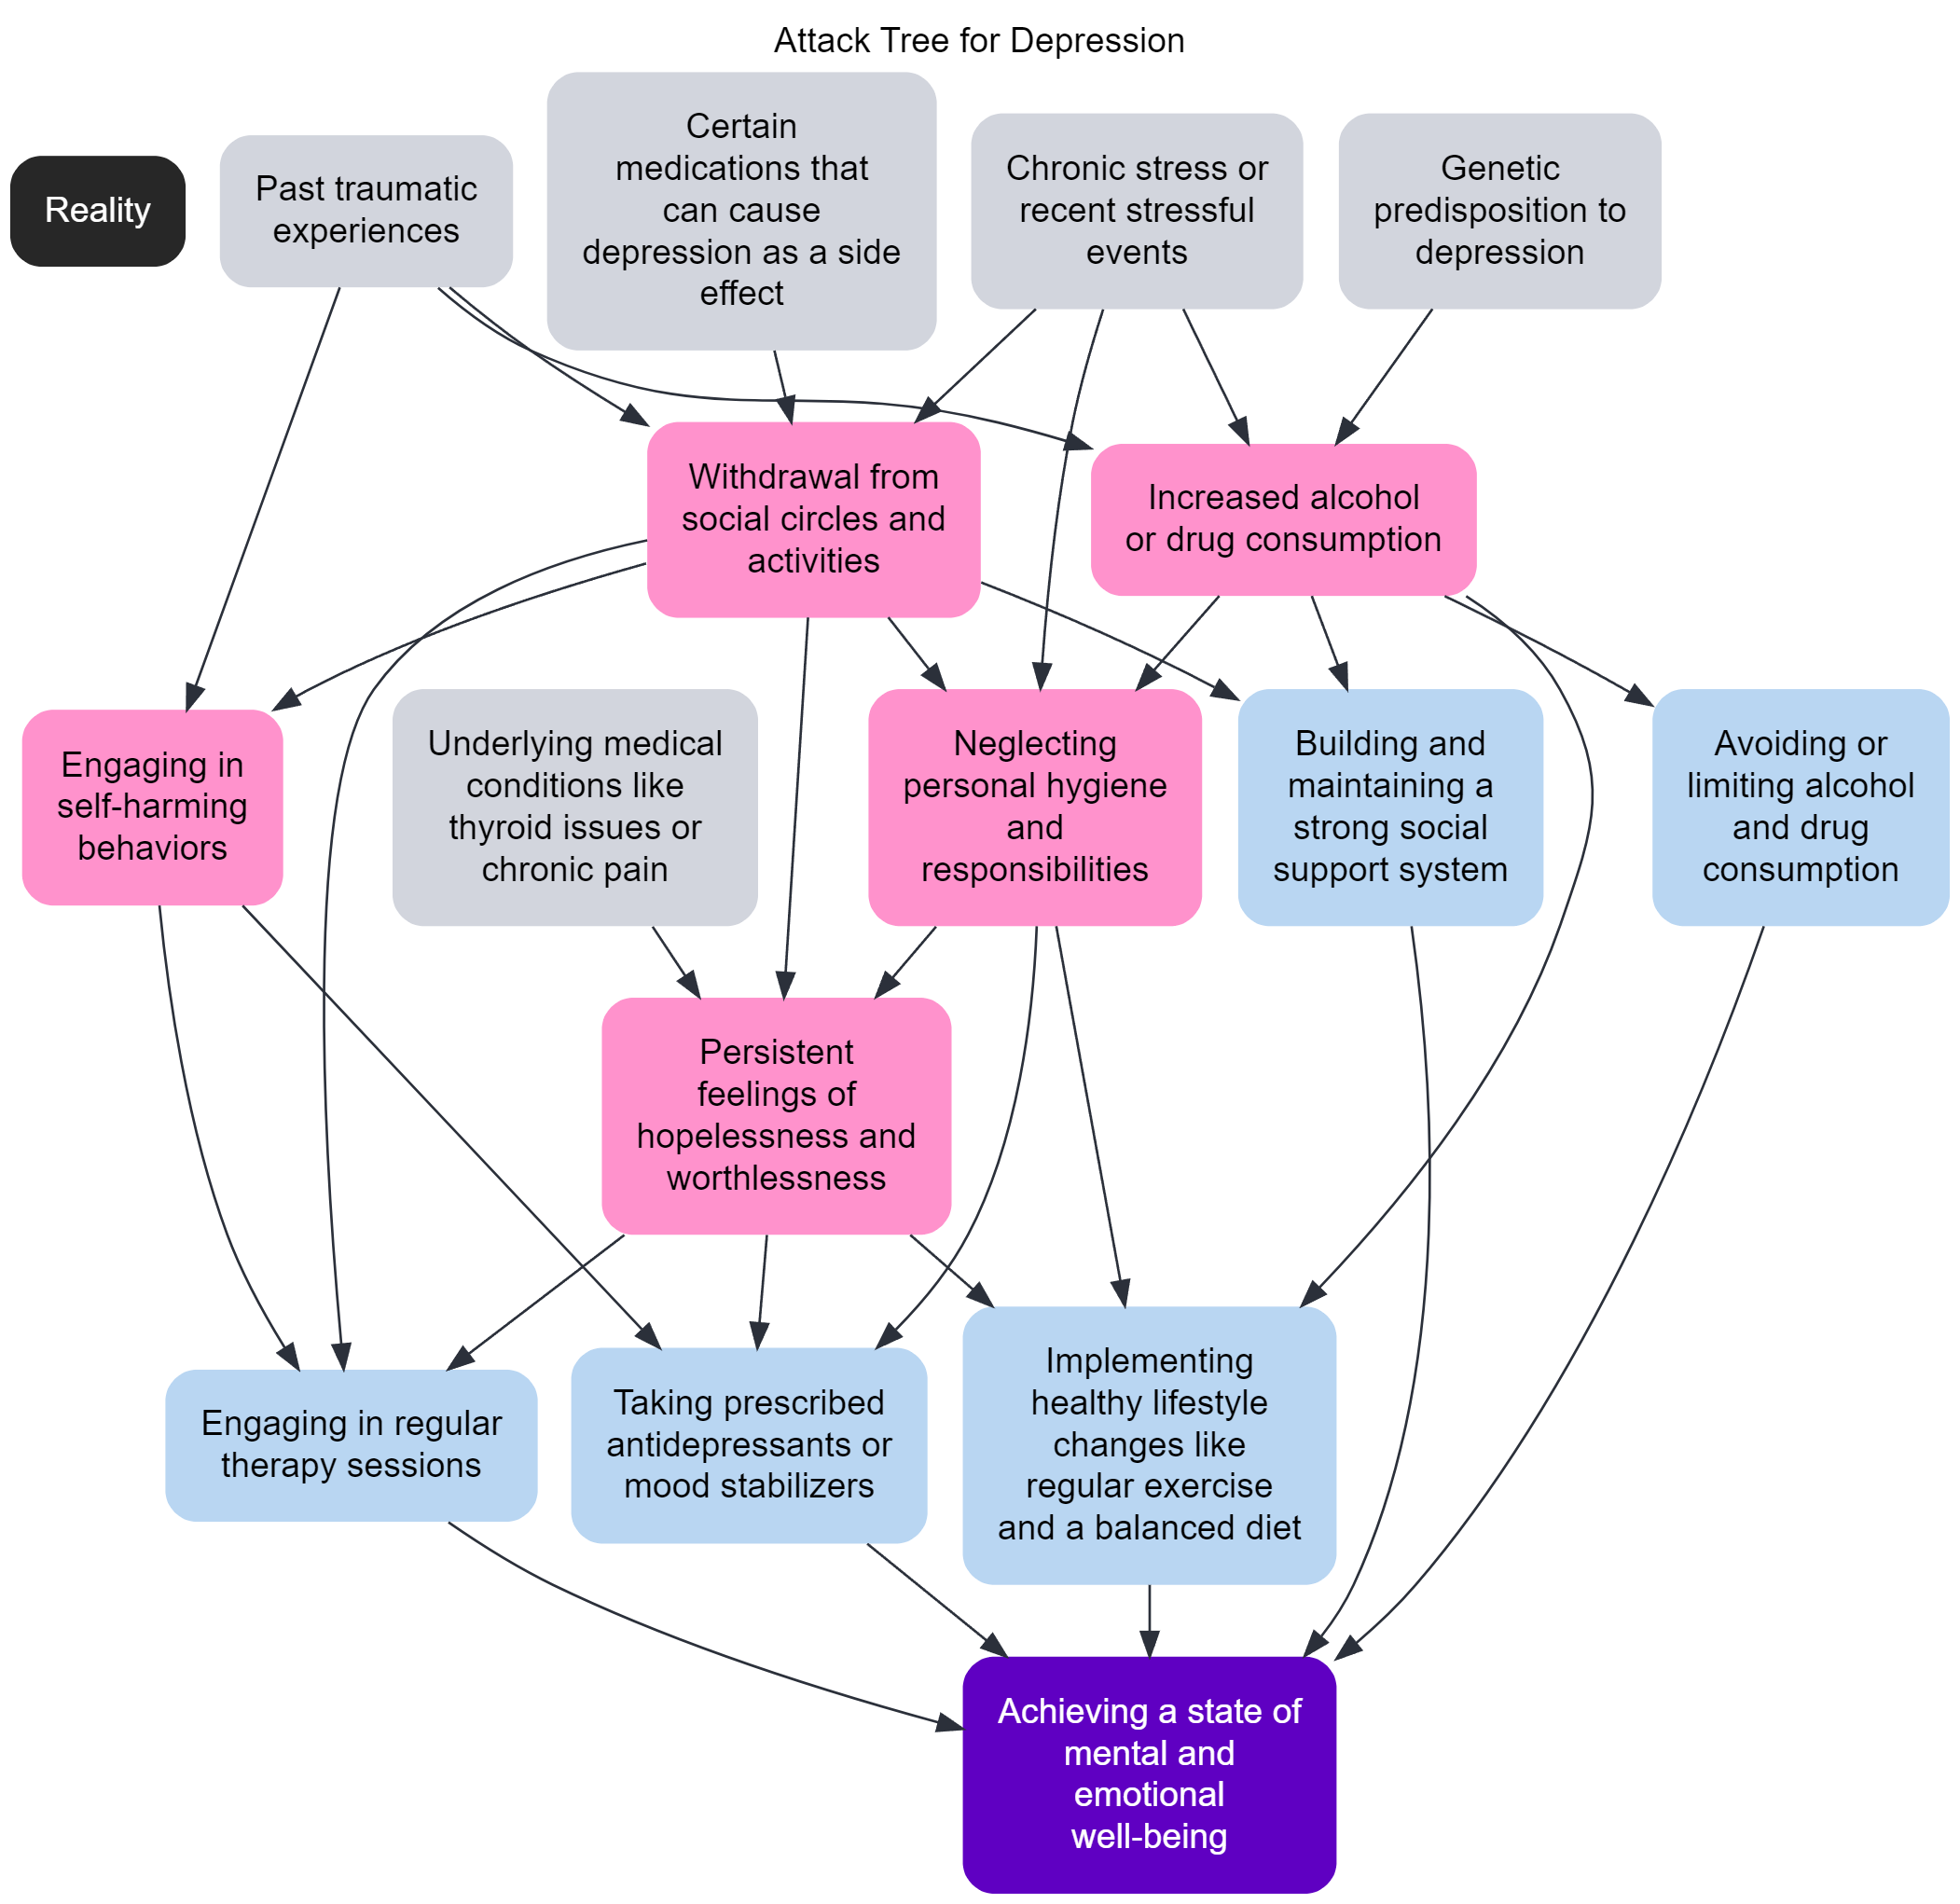 Attack Tree for Depression
Reality
Past traumatic
experiences
Certain
medications that
can cause
depression as a side
effect
Chronic stress or
recent stressful
events
Genetic
predisposition to
depression
Withdrawal from
social circles and
activities
Increased alcohol
or drug consumption
Engaging in
self-harming
behaviors
Underlying medical
conditions like
thyroid issues or
chronic pain
Neglecting
personal hygiene
and
responsibilities
Building and
maintaining a
strong social
support system
Avoiding or
limiting alcohol
and drug
consumption
Persistent
feelings of
hopelessness and
worthlessness
Engaging in regular
therapy sessions
Taking prescribed
antidepressants or
mood stabilizers
Implementing
healthy lifestyle
changes like
regular exercise
and a balanced diet
Achieving a state of
mental and
emotional
well-being